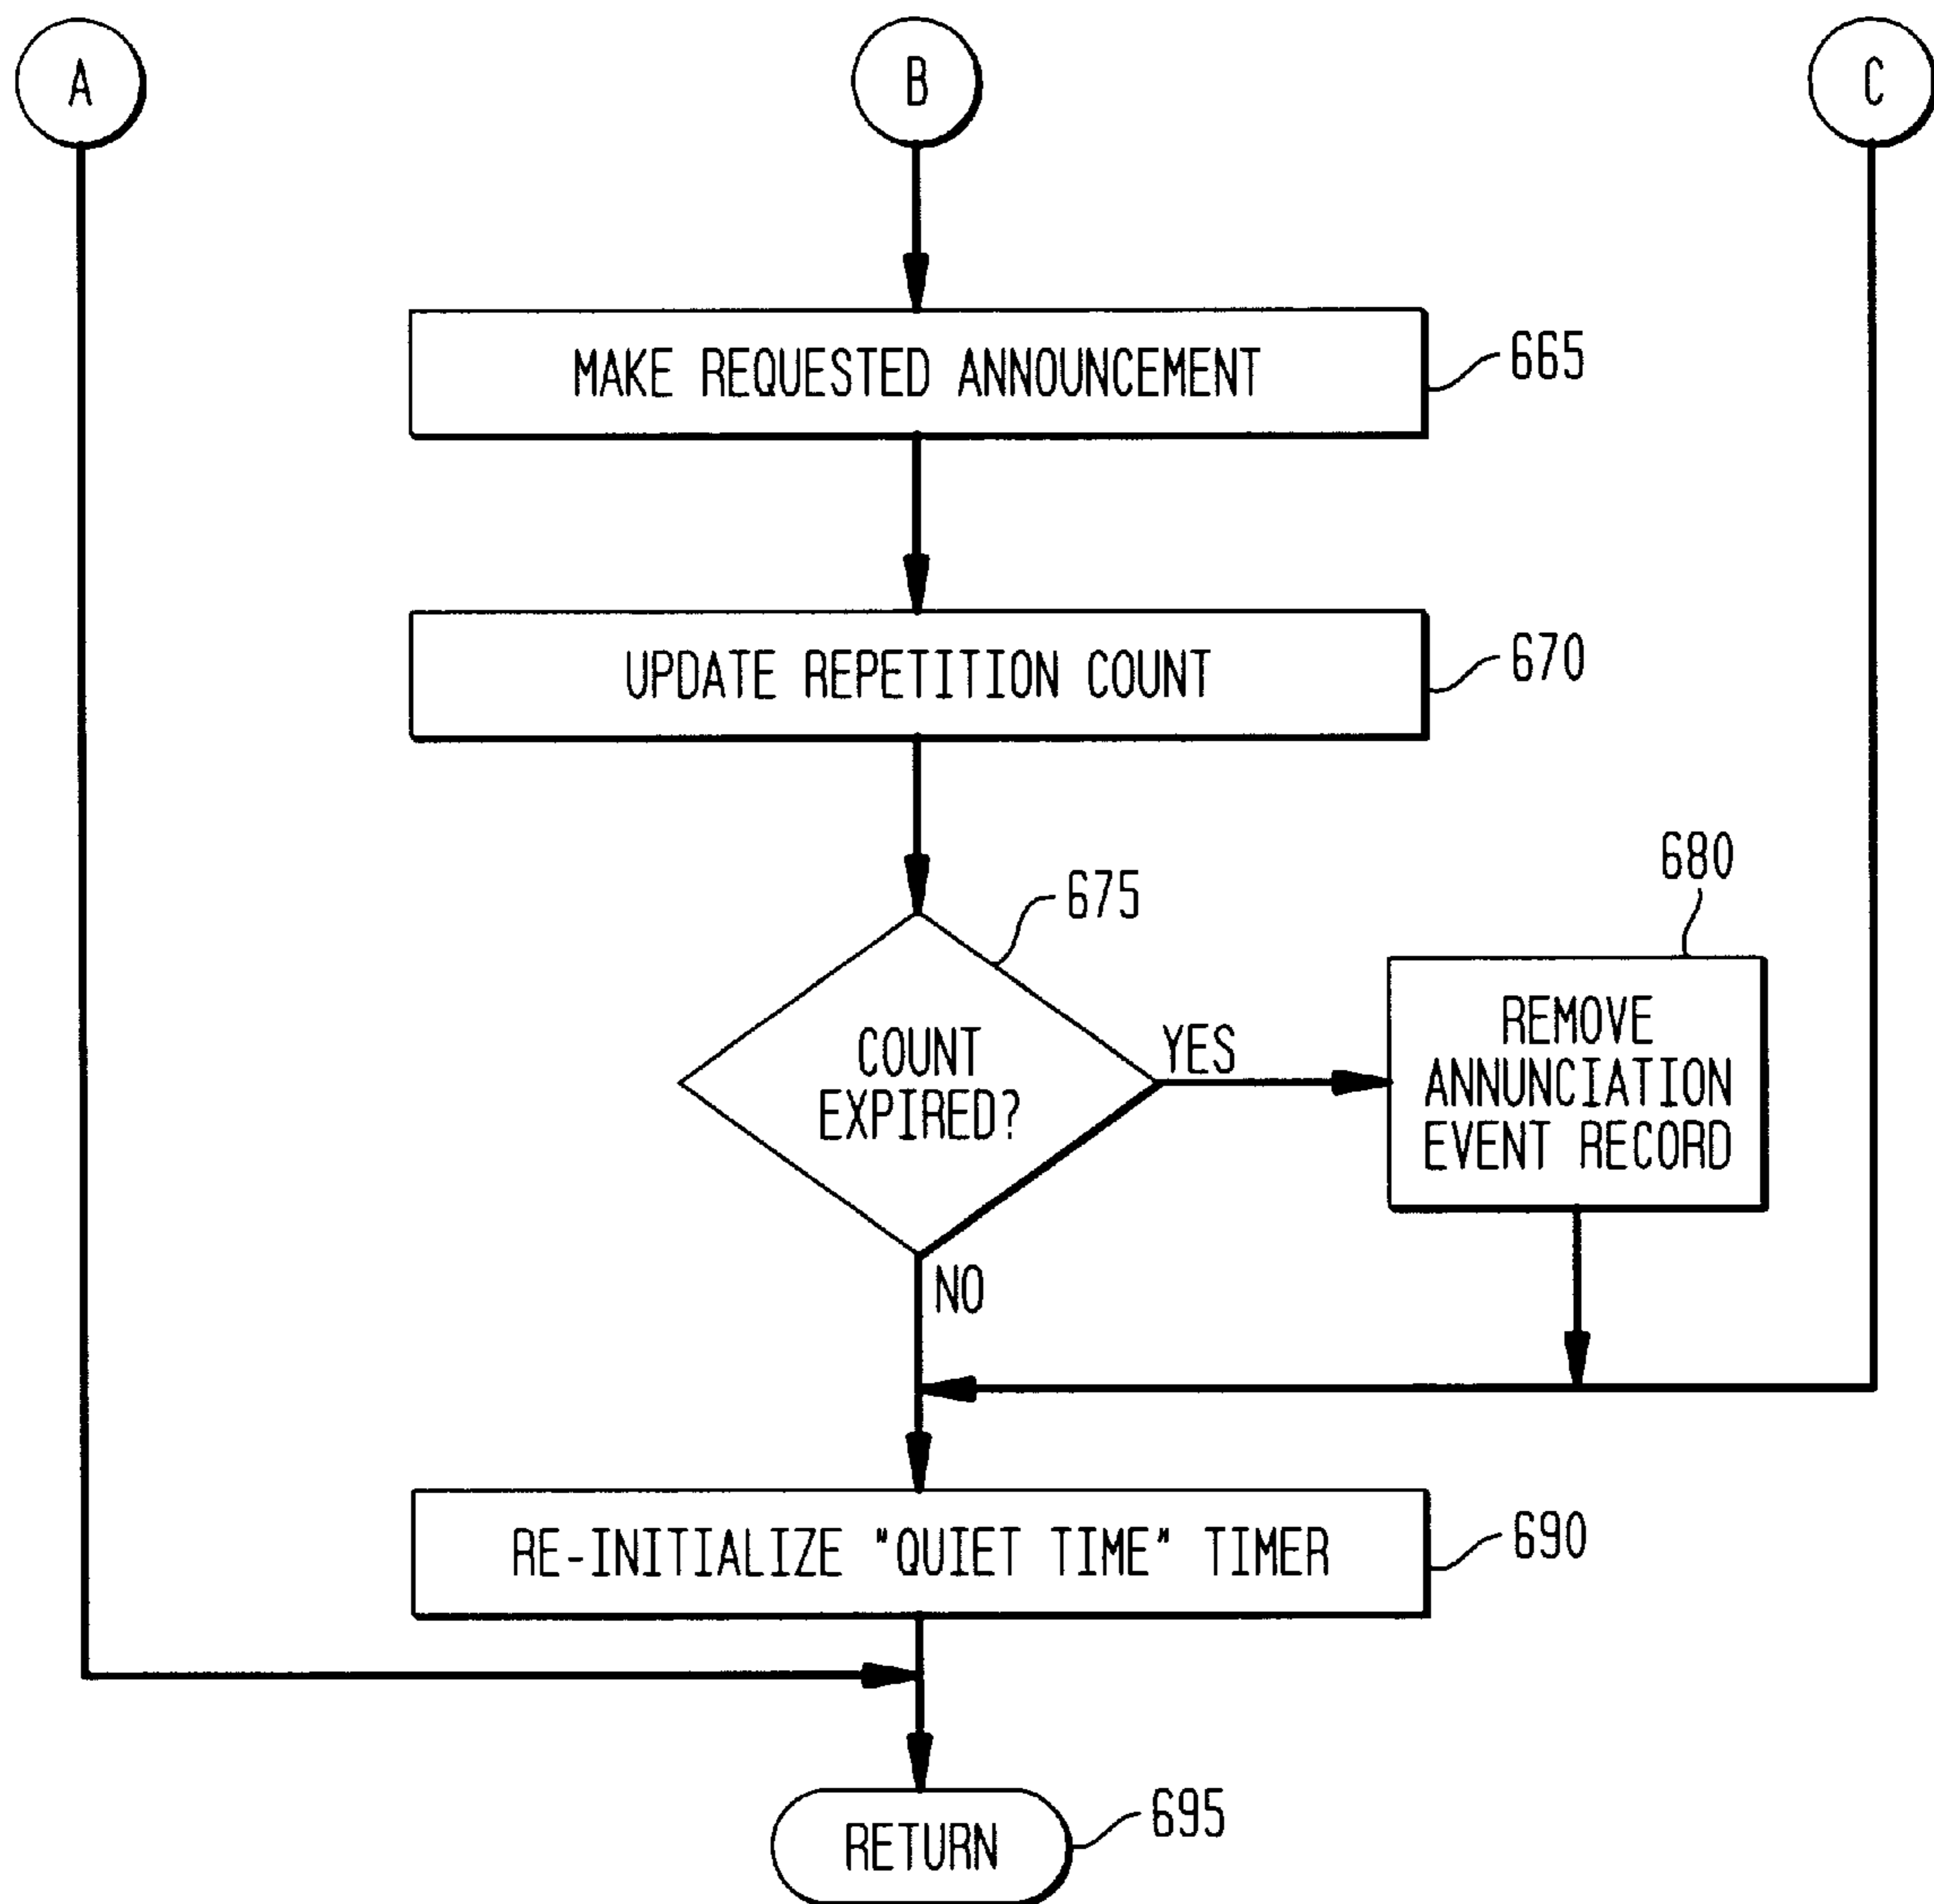 A
B
C
MAKE REQUESTED ANNOUNCEMENT
665
UPDATE REPETITION COUNT
670
675
680
COUNT
EXPIRED?
YES
REMOVE
ANNUNCIATION
EVENT RECORD
NO
RE-INITIALIZE "QUIET TIME" TIMER
690
RETURN
695